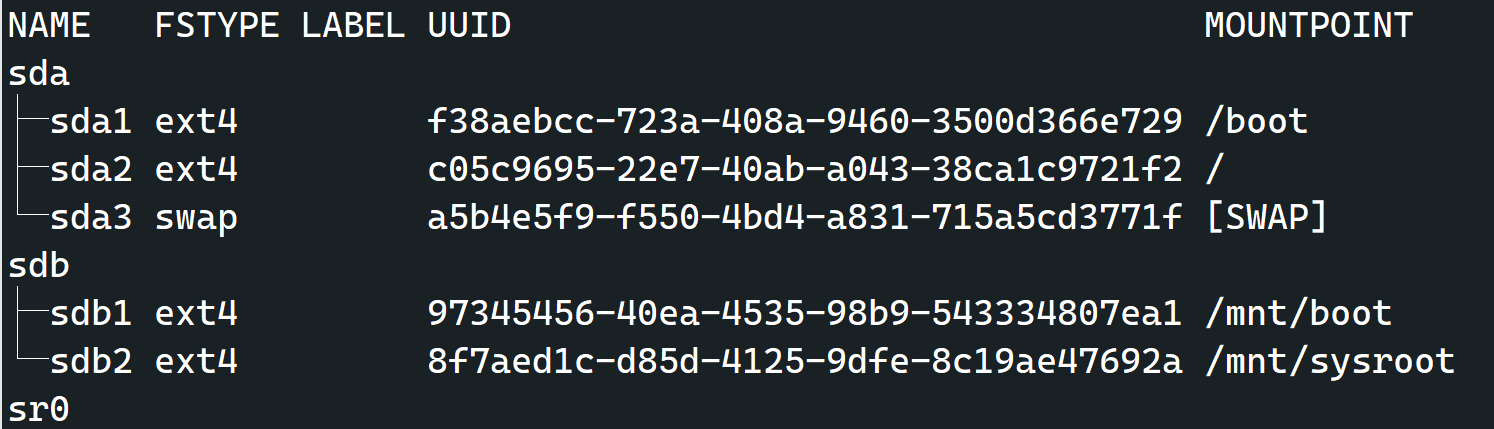 NAME   FSTYPE LABEL UUID                                 MOUNTPOINT
sda
├─sda1 ext4         f38aebcc-723a-408a-9460-3500d366e729 /boot
├─sda2 ext4         c05c9695-22e7-40ab-a043-38ca1c9721f2 /
└─sda3 swap         a5b4e5f9-f550-4bd4-a831-715a5cd3771f [SWAP]
sdb
├─sdb1 ext4         97345456-40ea-4535-98b9-543334807ea1 /mnt/boot
└─sdb2 ext4         8f7aed1c-d85d-4125-9dfe-8c19ae47692a /mnt/sysroot
sr0